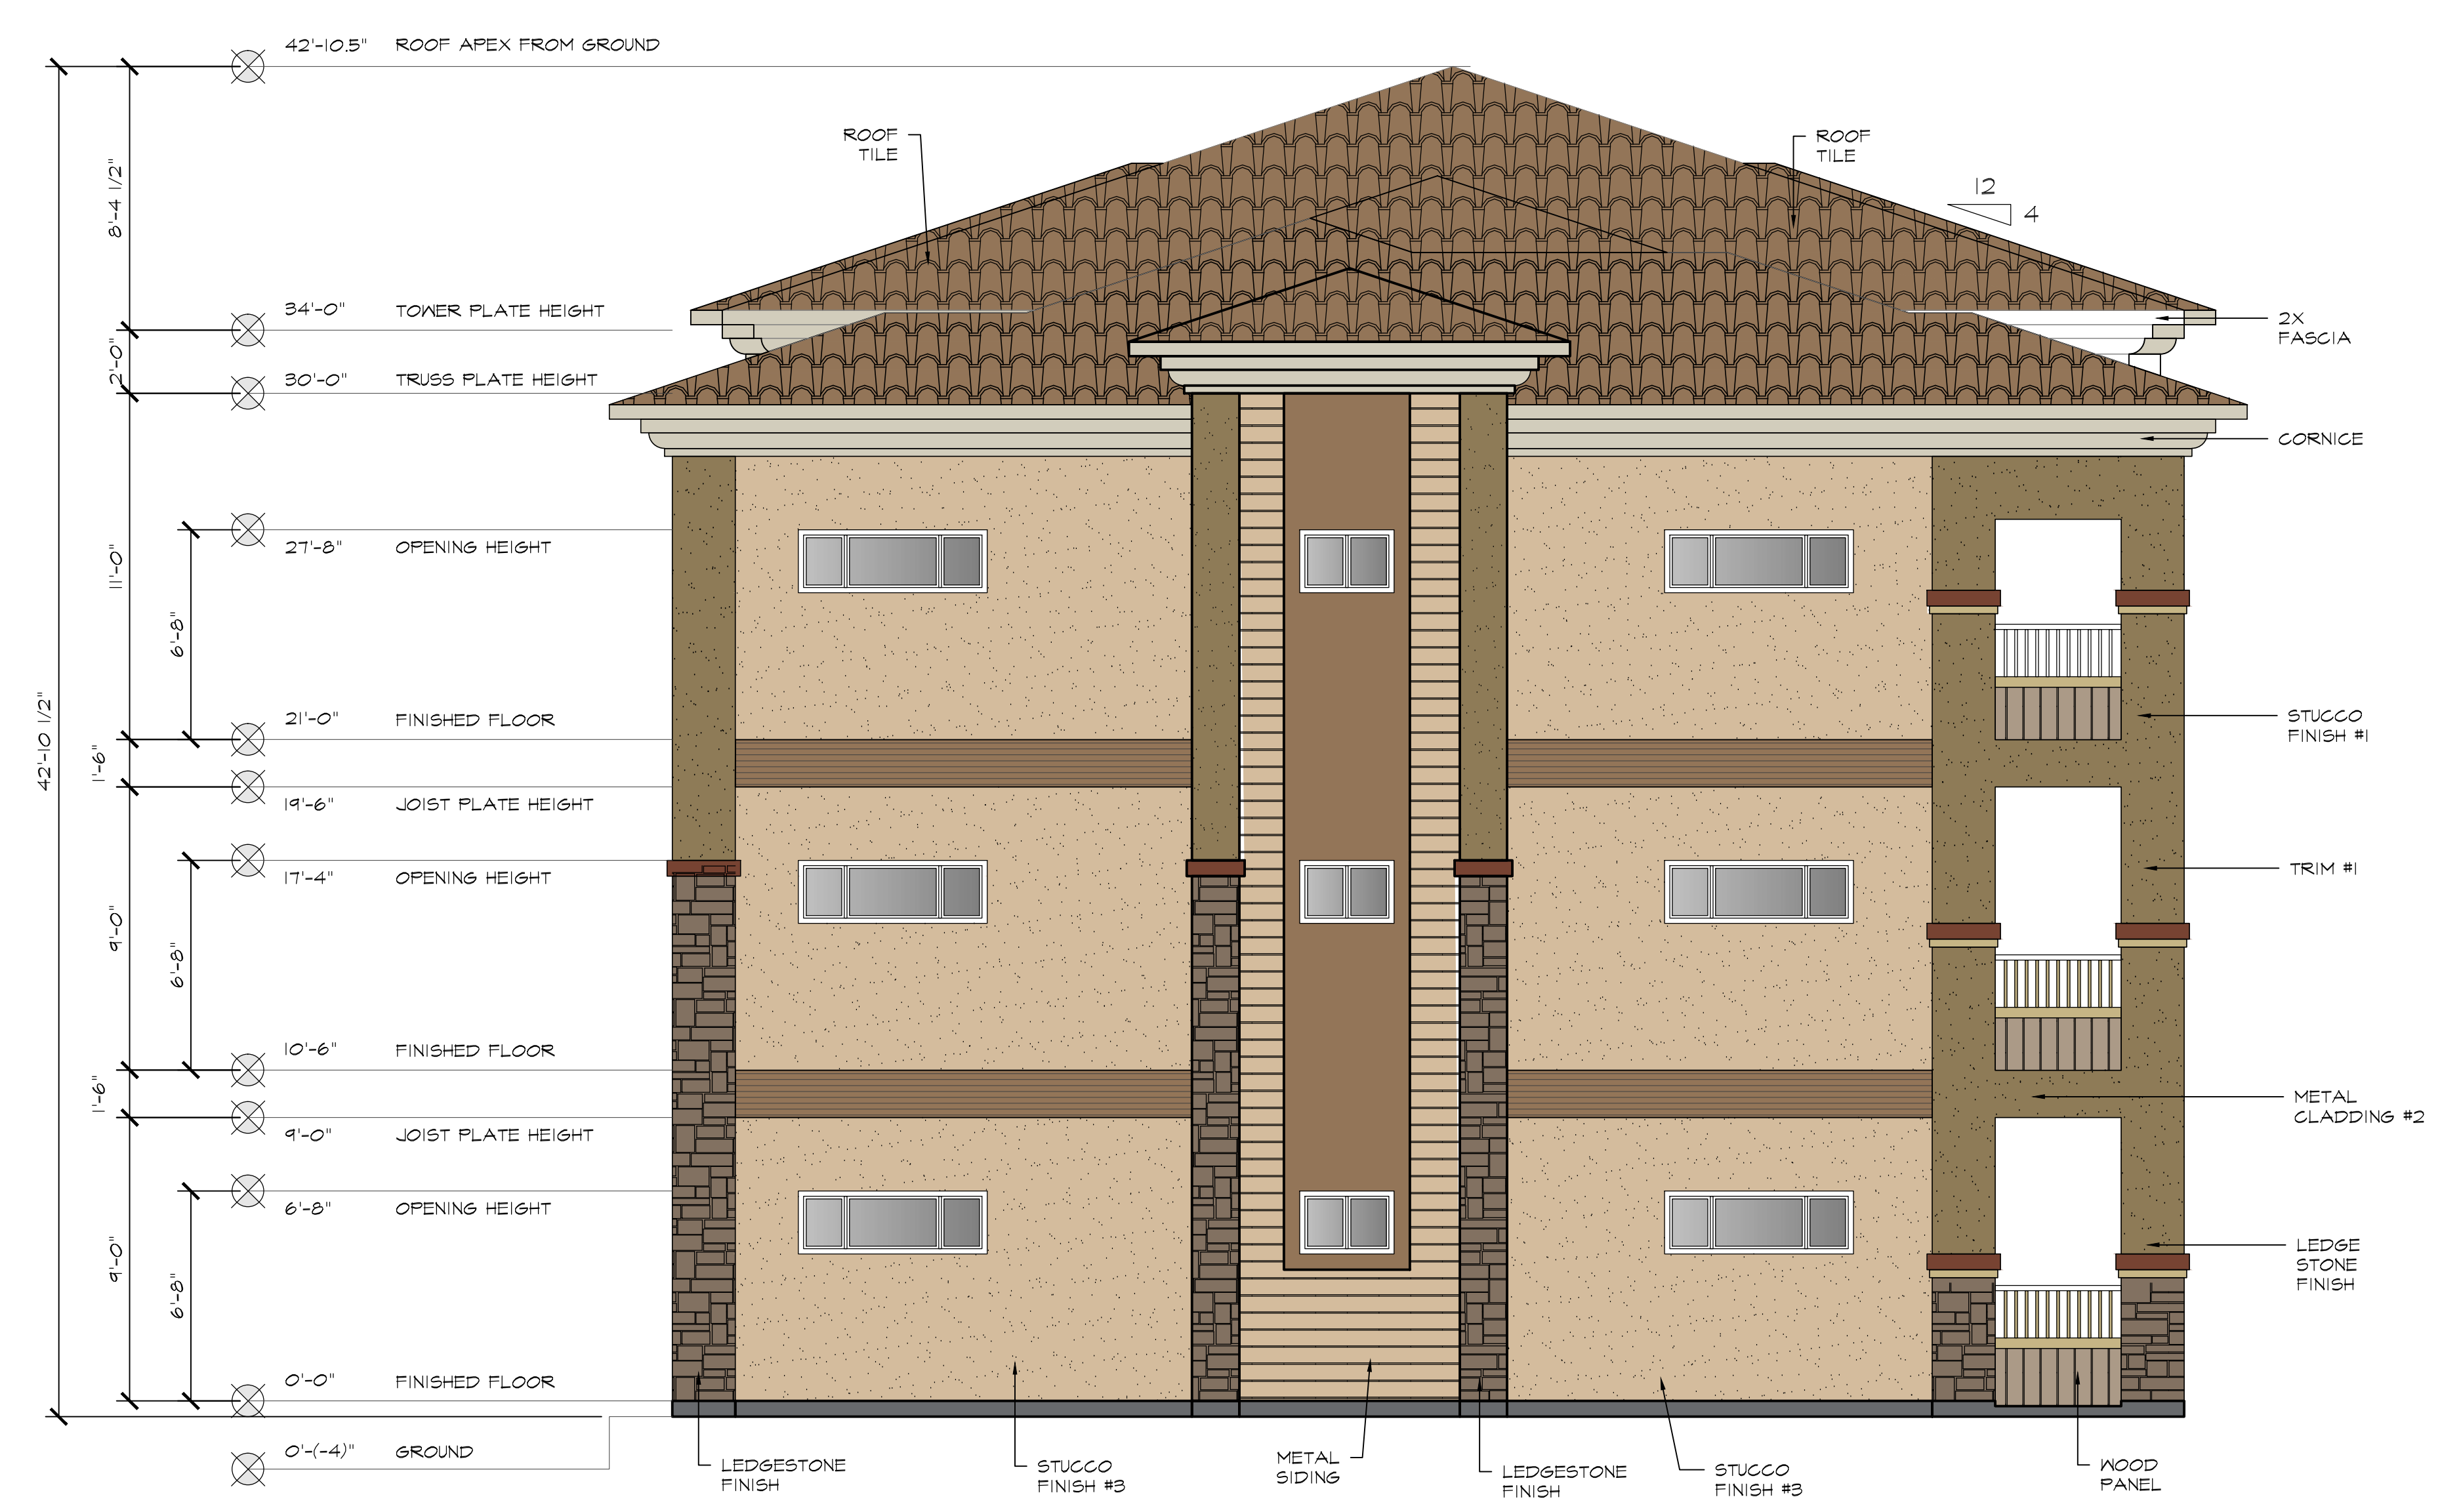 42'-10.5" ROOF APEX FROM GROUND
ROOF
TILE
ROOF
TILE
12
4
8'-4 1/2"
34'-0" TOWER PLATE HEIGHT
2X
FASCIA
2'-0"
30'-0" TRUSS PLATE HEIGHT
CORNICE
27'-8" OPENING HEIGHT
11'-0"
6'-8"
21'-0" FINISHED FLOOR
STUCCO
FINISH #1
42'-10 1/2"
1'-6"
19'-6" JOIST PLATE HEIGHT
17'-4" OPENING HEIGHT
TRIM #1
9'-0"
6'-8"
10'-6" FINISHED FLOOR
1'-6"
METAL
CLADDING #2
9'-0" JOIST PLATE HEIGHT
6'-8" OPENING HEIGHT
9'-0"
6'-8"
LEDGE
STONE
FINISH
0'-0" FINISHED FLOOR
0'-(-4)" GROUND
LEDGESTONE
FINISH
STUCCO
FINISH #3
METAL
SIDING
LEDGESTONE
FINISH
STUCCO
FINISH #3
WOOD
PANEL